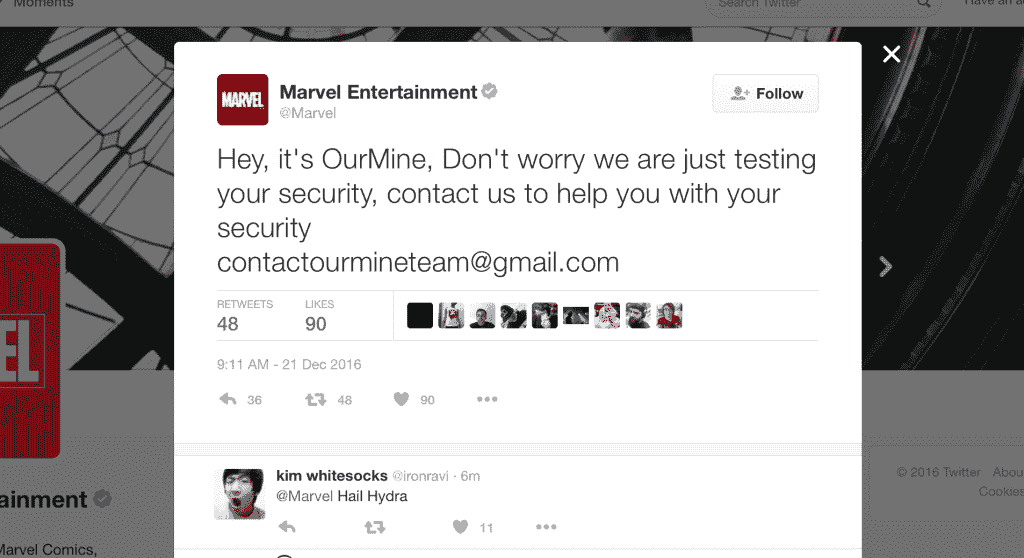 Moments
Search Twitter
Have an a
MARVEL
Marvel Entertainment
@Marvel
Follow
Hey, it's OurMine, Don't worry we are just testing
your security, contact us to help you with your
security
contactourmineteam@gmail.com
RETWEETS LIKES
48 90
9:11 AM - 21 Dec 2016
36 48 90
kim whitesocks @ironravi · 6m
@Marvel Hail Hydra
11
EL
ainment
Marvel Comics,
© 2016 Twitter Abou
Cookies